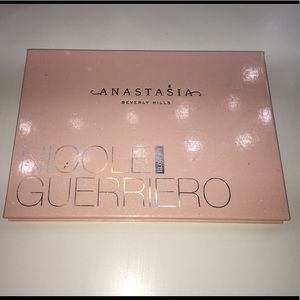 ANASTASIA
BEVERLY HILLS
NICOLE
GUERRIERO